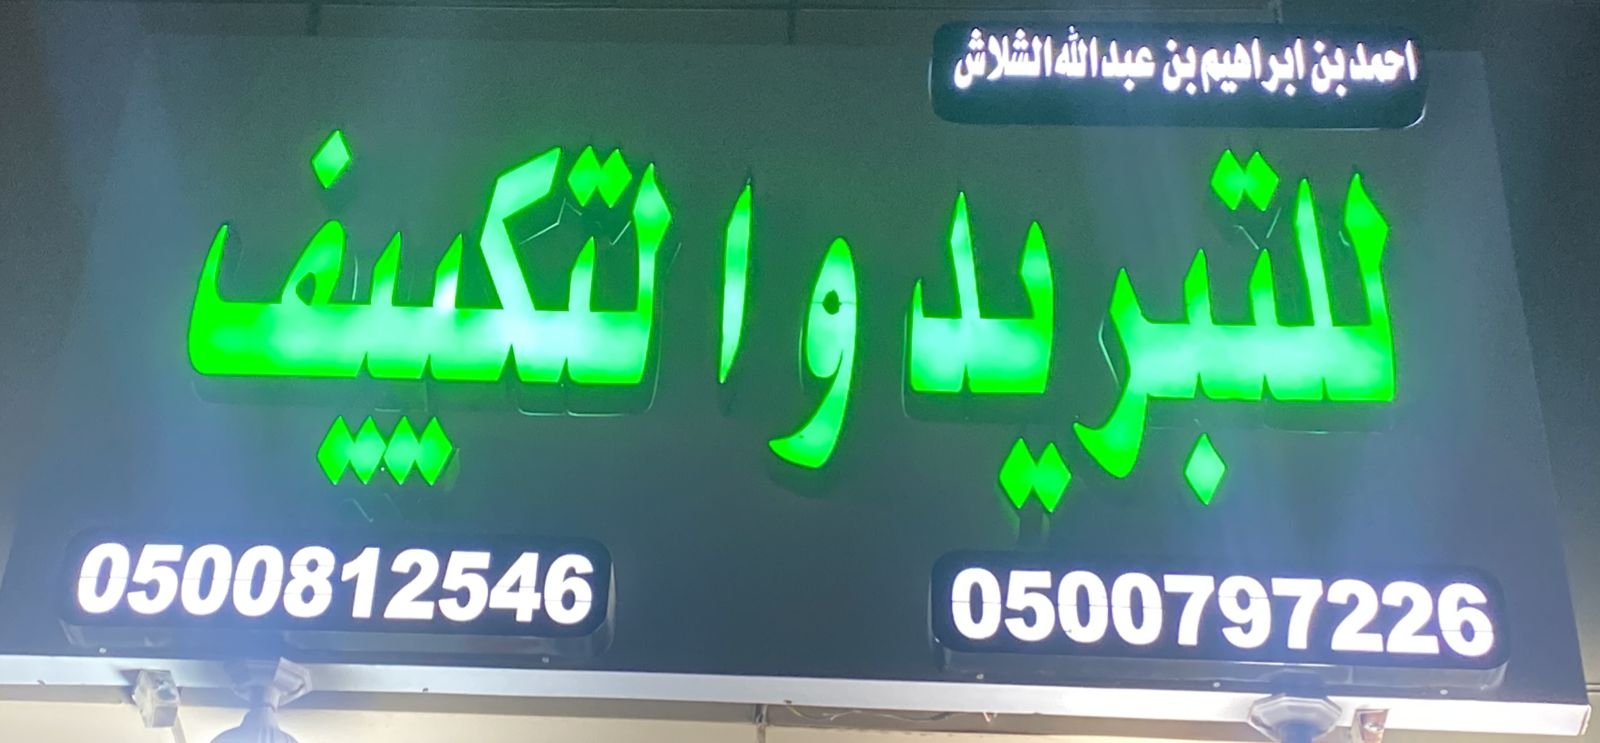 احمد بن ابراهيم بن عبدالله الشلاش
للتبريد والتكييف
0500812546
0500797226